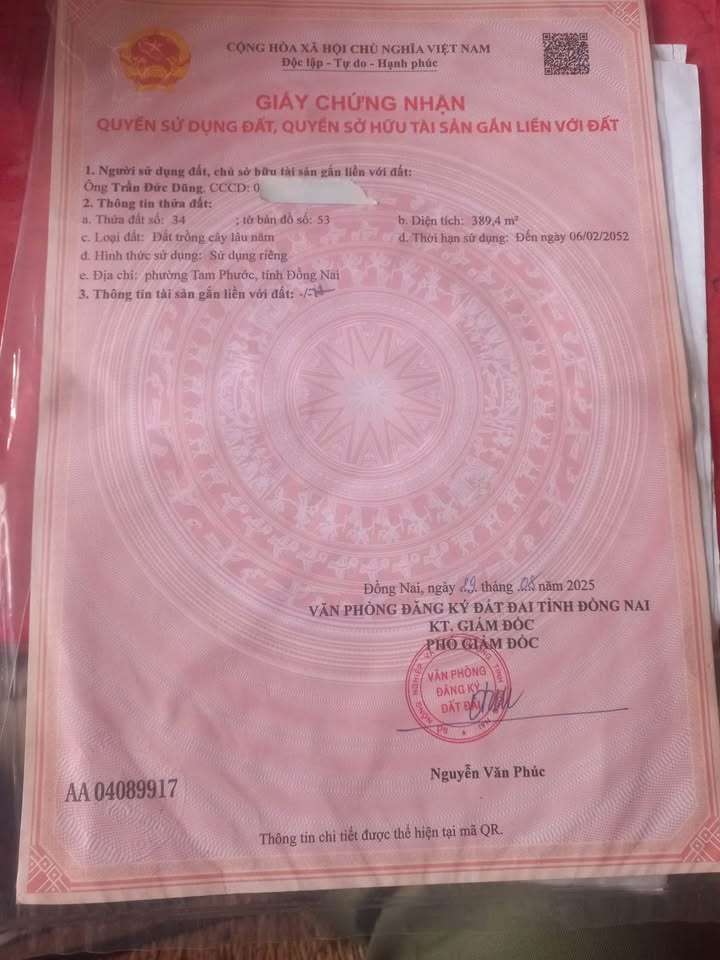 CỘNG HÒA XÃ HỘI CHỦ NGHĨA VIỆT NAM
Độc lập - Tự do - Hạnh phúc
GIẤY CHỨNG NHẬN
QUYỀN SỬ DỤNG ĐẤT, QUYỀN SỞ HỮU TÀI SẢN GẮN LIỀN VỚI ĐẤT
1. Người sử dụng đất, chủ sở hữu tài sản gắn liền với đất:
Ông Trần Đức Dũng, CCCD: 0
2. Thông tin thửa đất:
a. Thửa đất số: 34 ; tờ bản đồ số: 53 b. Diện tích: 389,4 m²
c. Loại đất: Đất trồng cây lâu năm d. Thời hạn sử dụng: Đến ngày 06/02/2052
đ. Hình thức sử dụng: Sử dụng riêng
e. Địa chỉ: phường Tam Phước, tỉnh Đồng Nai
3. Thông tin tài sản gắn liền với đất: -/-
Đồng Nai, ngày 29 tháng 08 năm 2025
VĂN PHÒNG ĐĂNG KÝ ĐẤT ĐAI TỈNH ĐỒNG NAI
KT. GIÁM ĐỐC
PHÓ GIÁM ĐỐC
VĂN PHÒNG
ĐĂNG KÝ
ĐẤT ĐAI
Nguyễn Văn Phúc
AA 04089917
Thông tin chi tiết được thể hiện tại mã QR.